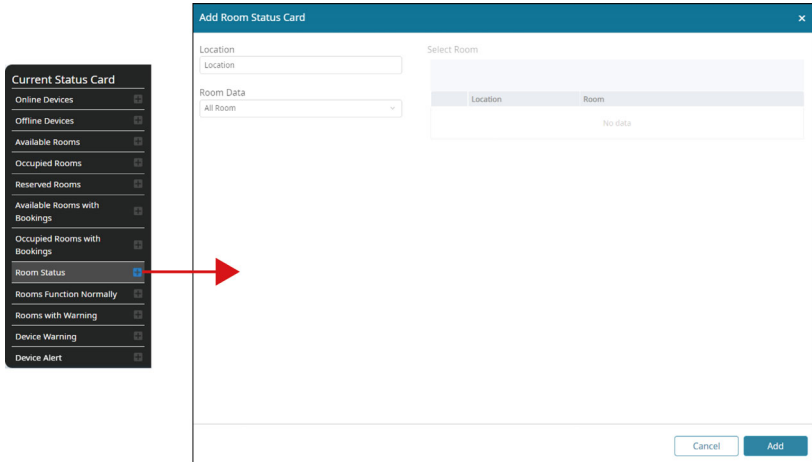 Current Status Card
Online Devices
Offline Devices
Available Rooms
Occupied Rooms
Reserved Rooms
Available Rooms with
Bookings
Occupied Rooms with
Bookings
Room Status
Rooms Function Normally
Rooms with Warning
Device Warning
Device Alert
Add Room Status Card
Location
Location
Room Data
All Room
Select Room
Location Room
No data
Cancel Add